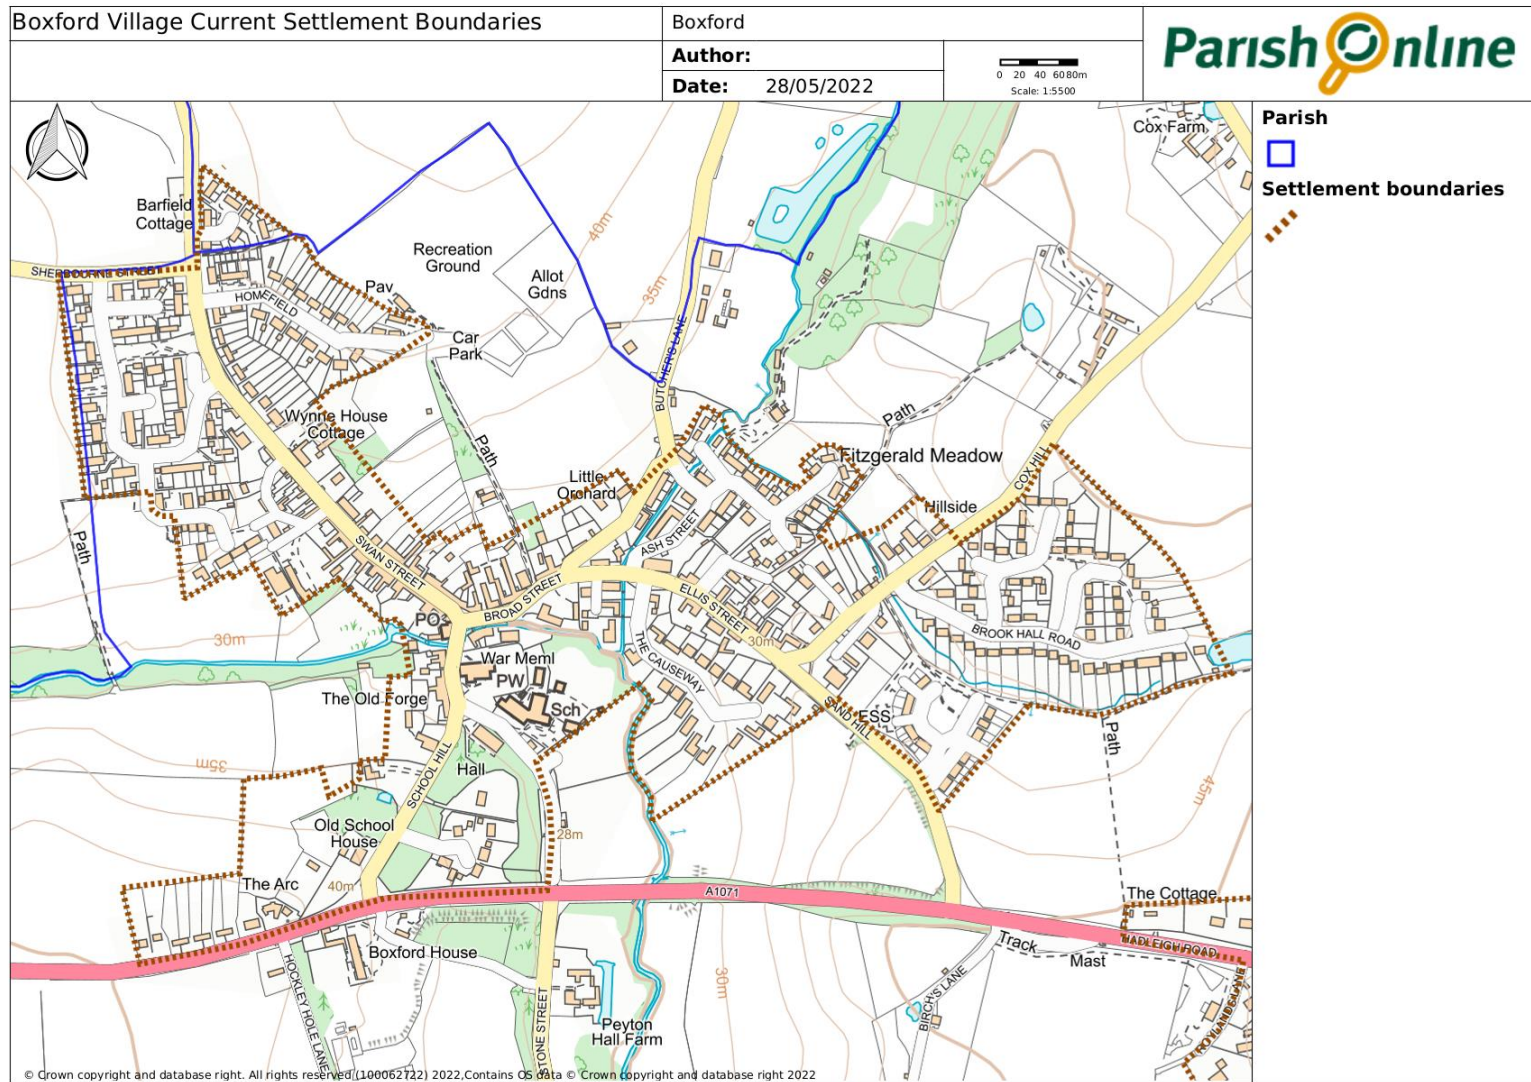 Boxford Village Current Settlement Boundaries
Boxford
Author:
Date: 28/05/2022
0 20 40 60 80m
Scale: 1:5500
Parish Online
Parish
Settlement boundaries
Cox Farm
Barfield
Cottage
Recreation
Ground
40m
SHERBOURNE STREET
Pav
Allot
Gdns
35m
HOMEFIELD
Car
Park
BUTCHER'S LANE
Wynne House
Cottage
Path
Path
Fitzgerald Meadow
COX HILL
Little
Orchard
Hillside
Path
SWAN STREET
ASH STREET
BROAD STREET
ELLIS STREET
PO
30m
30m
BROOK HALL ROAD
War Meml
PW
THE CAUSEWAY
The Old Forge
Sch
SAND HILL
ESS
Path
35m
Hall
SCHOOL HILL
45m
Old School
House
28m
The Arc
40m
A1071
The Cottage
HADLEIGH ROAD
Boxford House
Track
Mast
HOCKLEY HOLE LANE
30m
BIRCH'S LANE
ROYLANDS LANE
STONE STREET
Peyton
Hall Farm
© Crown copyright and database right. All rights reserved (100062722) 2022,Contains OS data © Crown copyright and database right 2022